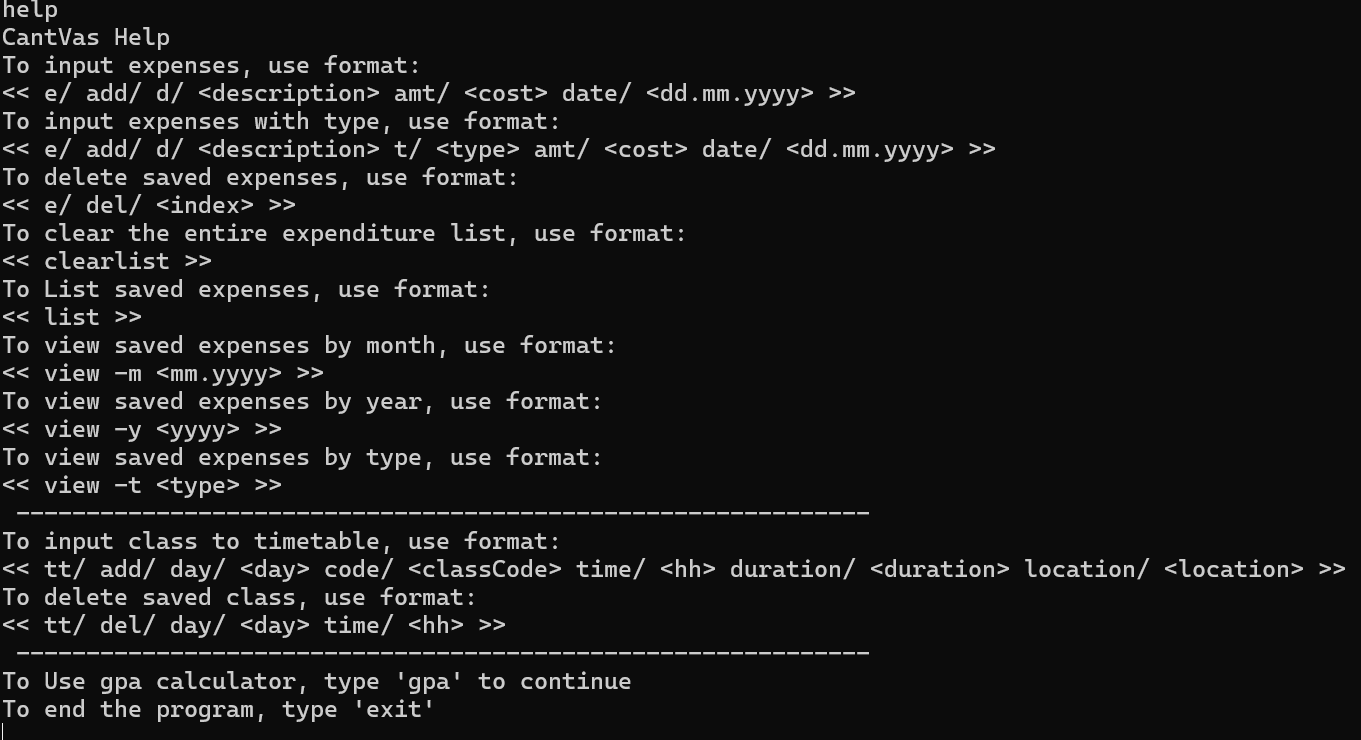 help
CantVas Help
To input expenses, use format:
<< e/ add/ d/ <description> amt/ <cost> date/ <dd.mm.yyyy> >>
To input expenses with type, use format:
<< e/ add/ d/ <description> t/ <type> amt/ <cost> date/ <dd.mm.yyyy> >>
To delete saved expenses, use format:
<< e/ del/ <index> >>
To clear the entire expenditure list, use format:
<< clearlist >>
To List saved expenses, use format:
<< list >>
To view saved expenses by month, use format:
<< view -m <mm.yyyy> >>
To view saved expenses by year, use format:
<< view -y <yyyy> >>
To view saved expenses by type, use format:
<< view -t <type> >>
-------------------------------------------------------------
To input class to timetable, use format:
<< tt/ add/ day/ <day> code/ <classCode> time/ <hh> duration/ <duration> location/ <location> >>
To delete saved class, use format:
<< tt/ del/ day/ <day> time/ <hh> >>
-------------------------------------------------------------
To Use gpa calculator, type 'gpa' to continue
To end the program, type 'exit'